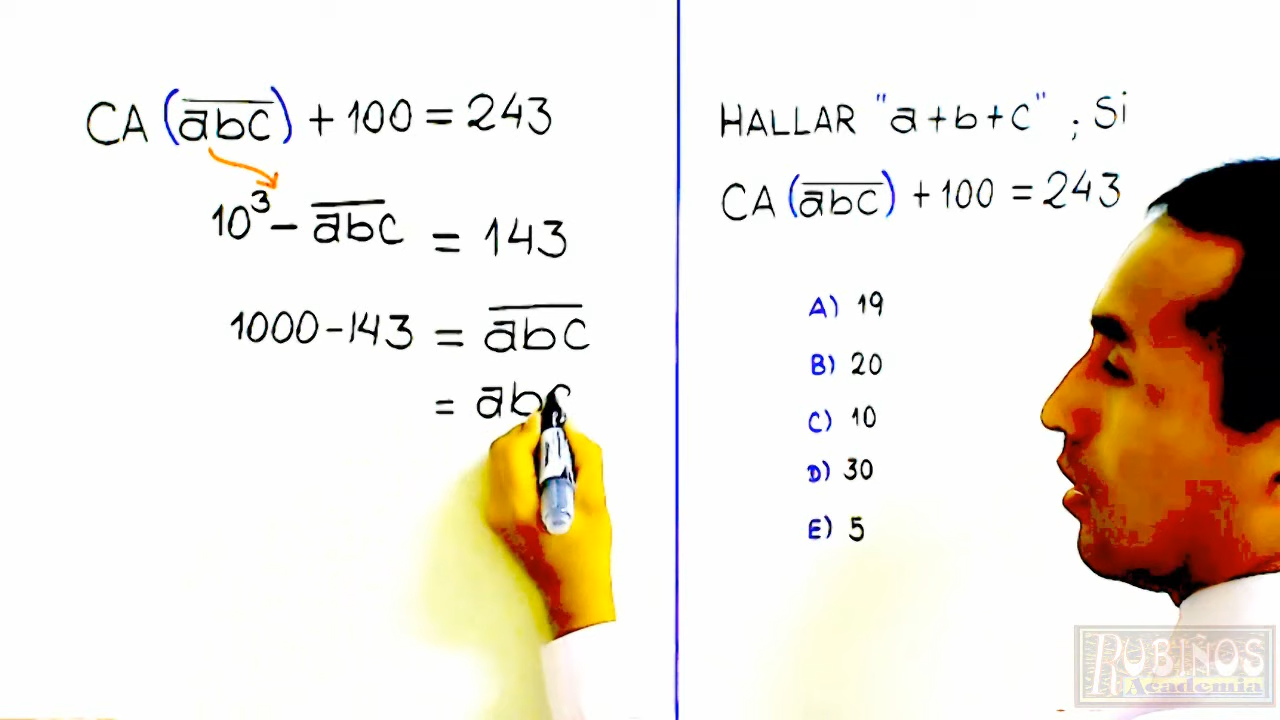 CA (abc) + 100 = 243
10³ - abc = 143
1000 - 143 = abc
= abc
HALLAR "a+b+c" ; Si
CA (abc) + 100 = 243
A) 19
B) 20
C) 10
D) 30
E) 5
RUBIÑOS
Academia